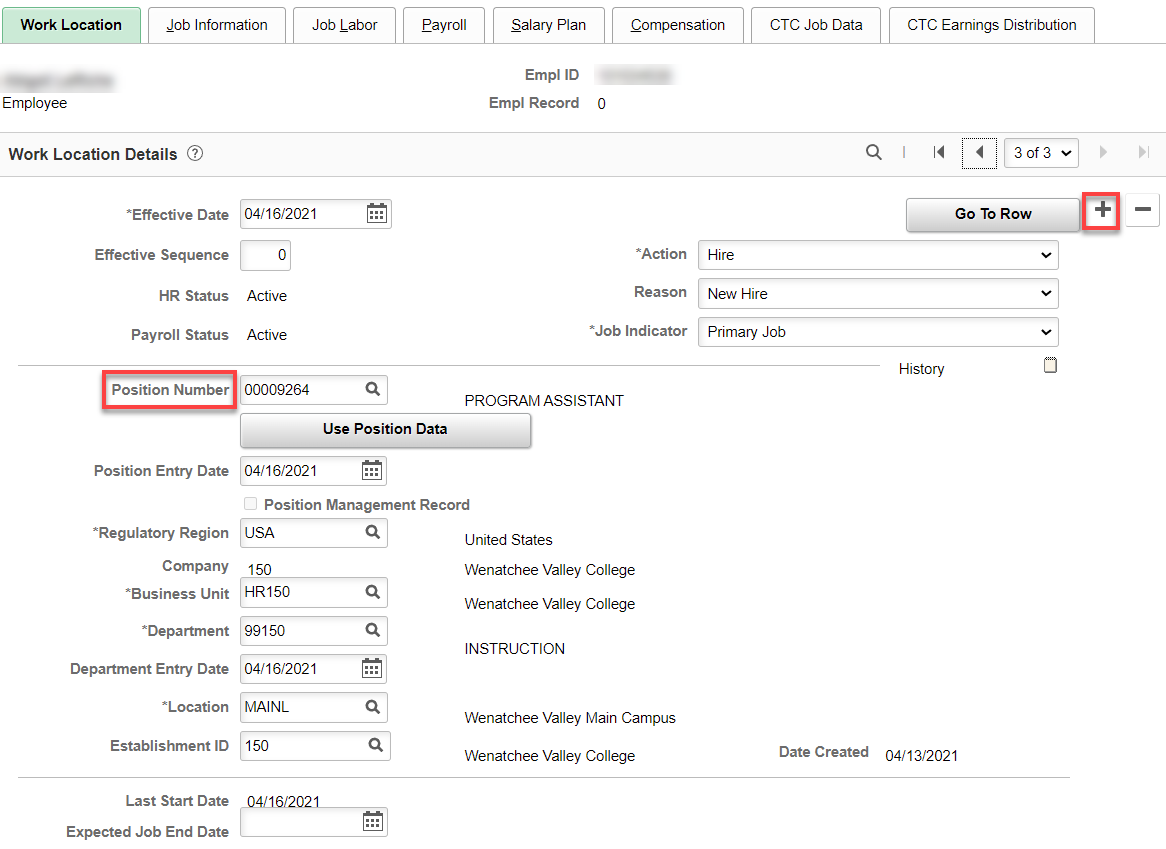 Work Location Job Information Job Labor Payroll Salary Plan Compensation CTC Job Data CTC Earnings Distribution
Empl ID
Employee Empl Record 0
Work Location Details ? 3 of 3
*Effective Date 04/16/2021 Go To Row
Effective Sequence 0 *Action Hire
HR Status Active Reason New Hire
Payroll Status Active *Job Indicator Primary Job
History
Position Number 00009264 PROGRAM ASSISTANT
Use Position Data
Position Entry Date 04/16/2021
Position Management Record
*Regulatory Region USA United States
Company 150 Wenatchee Valley College
*Business Unit HR150 Wenatchee Valley College
*Department 99150 INSTRUCTION
Department Entry Date 04/16/2021
*Location MAINL Wenatchee Valley Main Campus
Establishment ID 150 Wenatchee Valley College Date Created 04/13/2021
Last Start Date 04/16/2021
Expected Job End Date